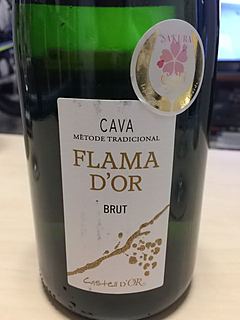 SAKURA
CAVA
MÈTODE TRADICIONAL
FLAMA
D'OR
BRUT
Castell D'OR